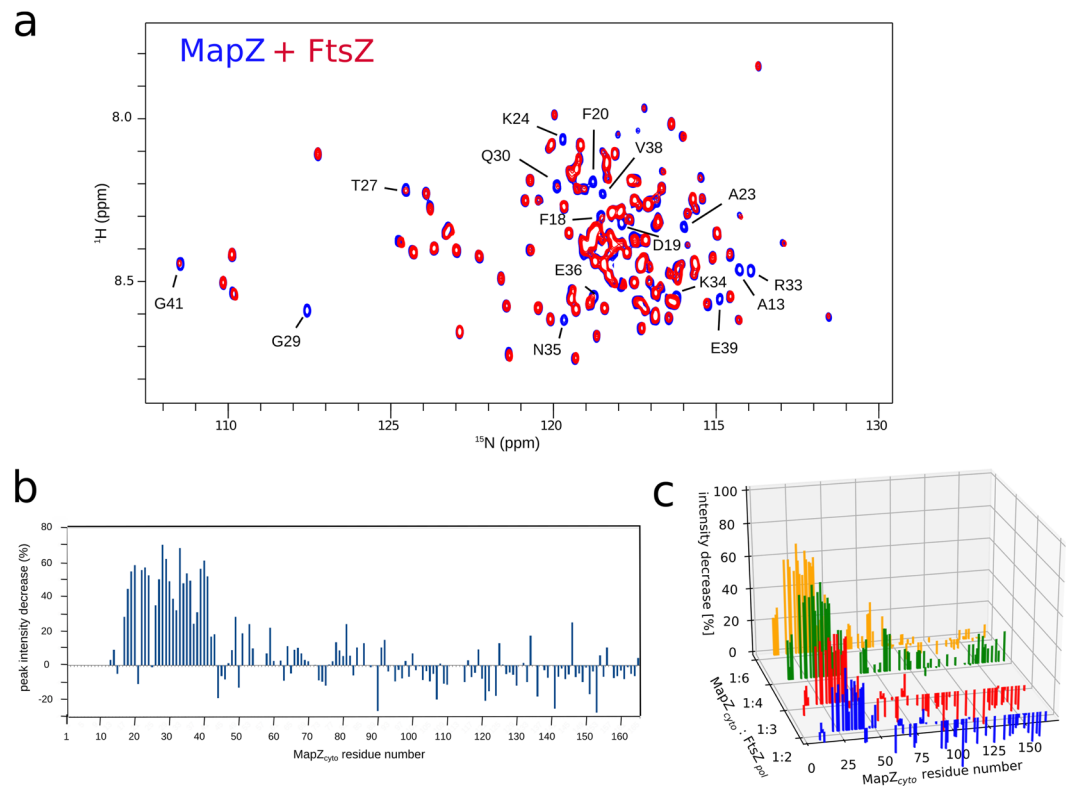 a
MapZ + FtsZ
8.0
8.5
¹H (ppm)
K24
F20
V38
Q30
T27
A23
F18
D19
E36
K34
R33
A13
G41
G29
N35
E39
110
125
120
115
130
¹⁵N (ppm)
b
80
60
40
20
0
-20
peak intensity decrease (%)
1 10 20 30 40 50 60 70 80 90 100 110 120 130 140 150 160
MapZcyto residue number
c
100
80
60
40
20
0
intensity decrease [%]
1:6
1:4
1:3
1:2
MapZcyto : FtsZpol
0 25 50 75 100 125 150
MapZcyto residue number